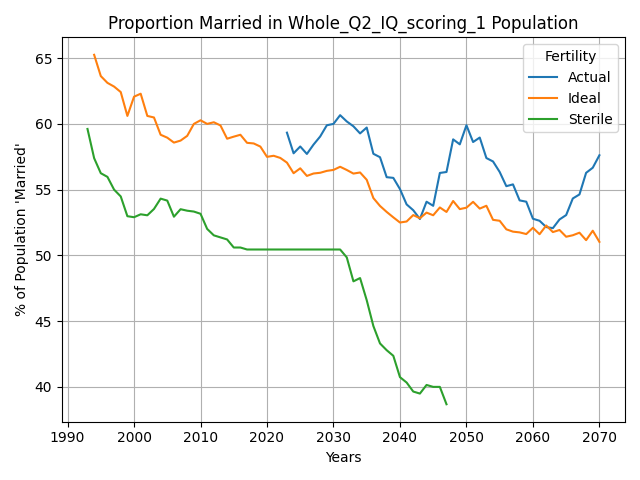 Proportion Married in Whole_Q2_IQ_scoring_1 Population
% of Population 'Married'
65
60
55
50
45
40
Fertility
Actual
Ideal
Sterile
1990 2000 2010 2020 2030 2040 2050 2060 2070
Years